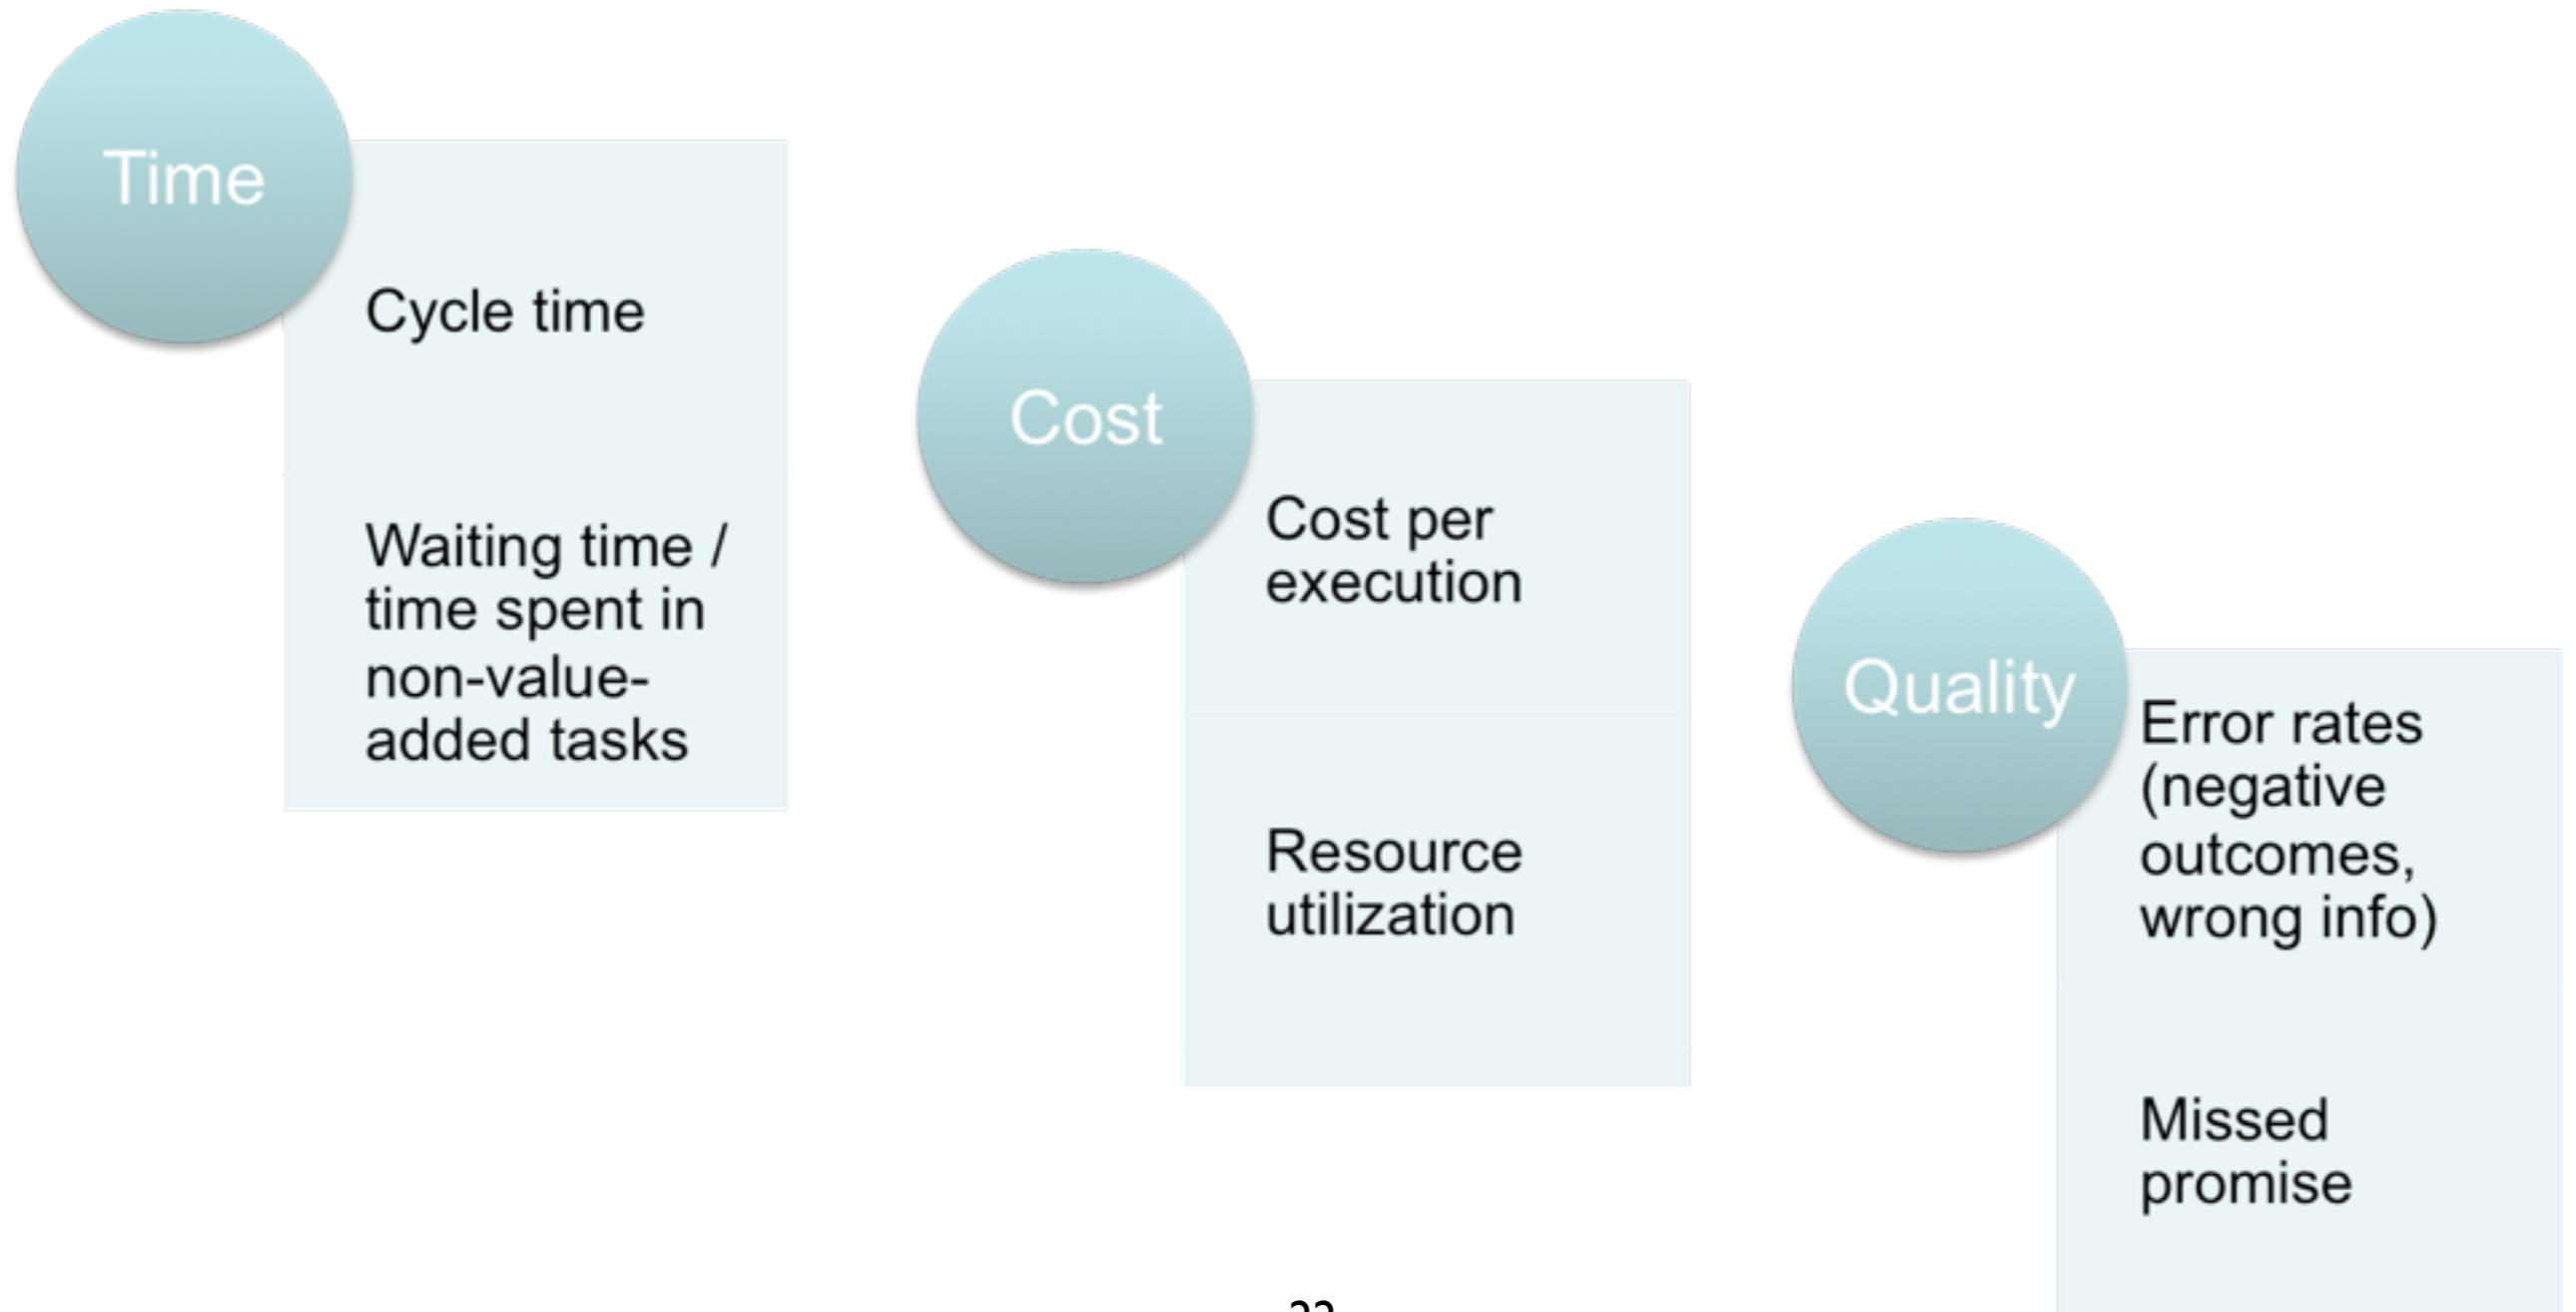 Time
Cycle time
Waiting time /
time spent in
non-value-
added tasks
Cost
Cost per
execution
Resource
utilization
Quality
Error rates
(negative
outcomes,
wrong info)
Missed
promise